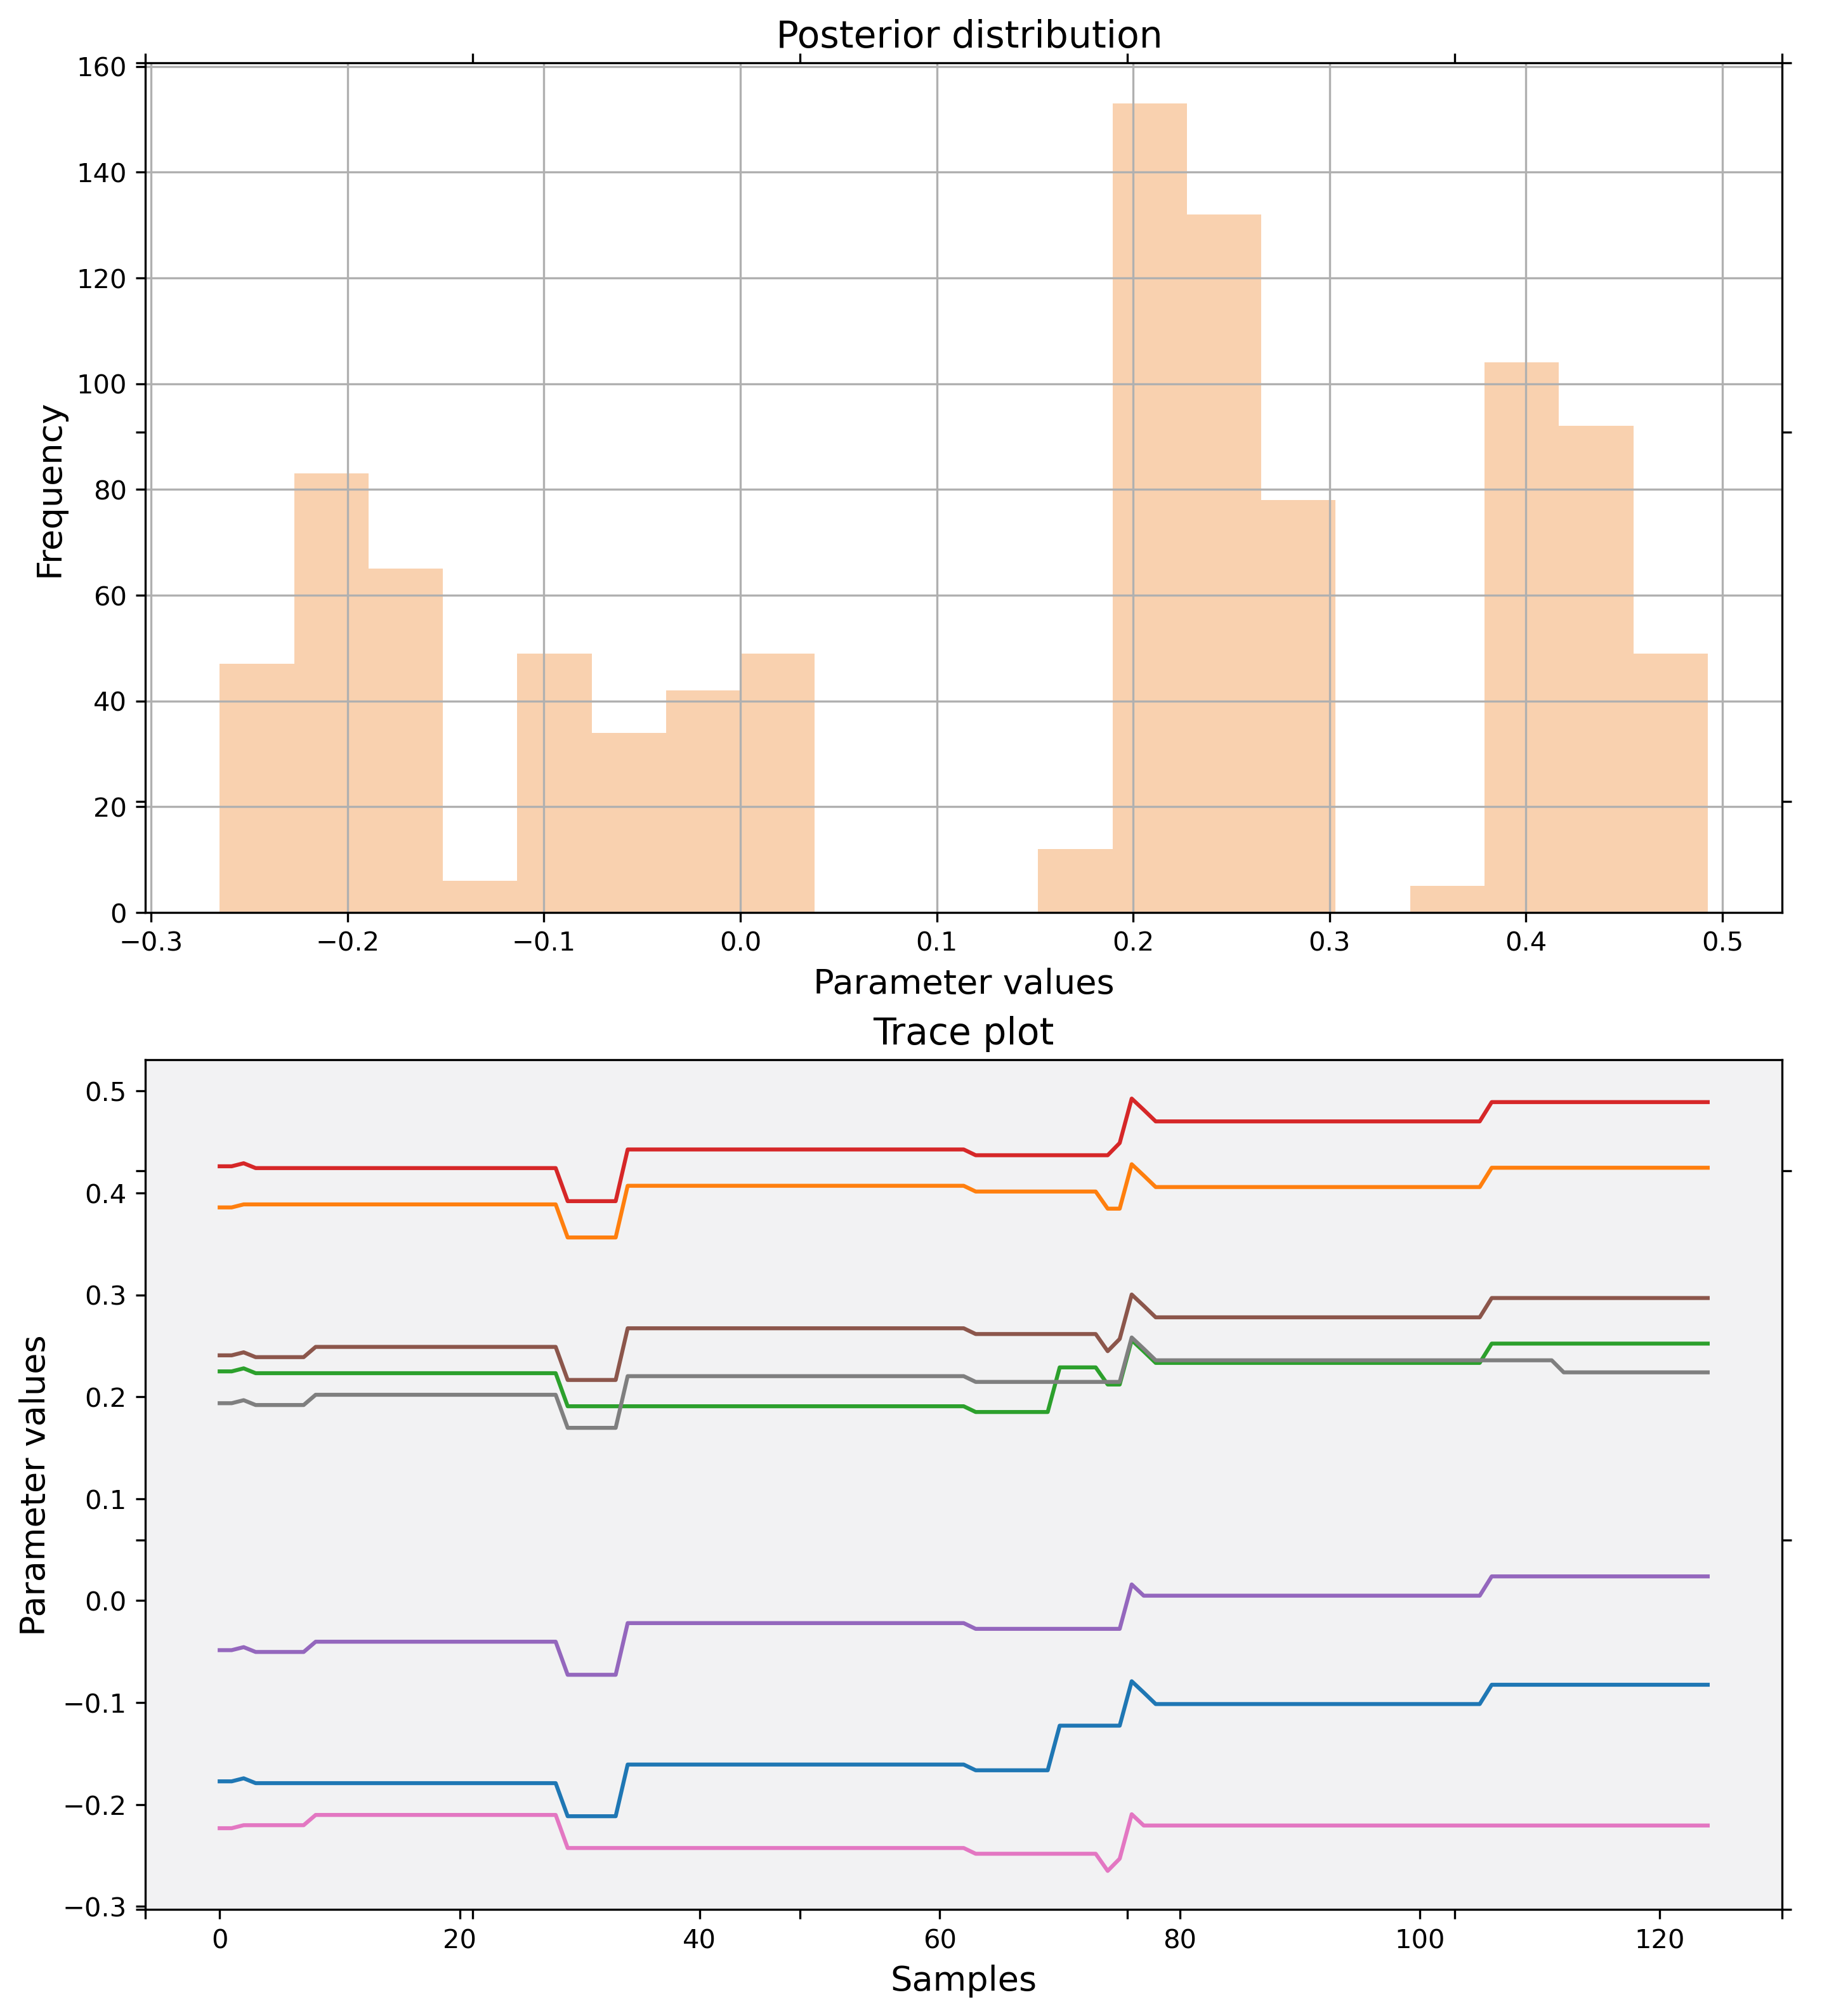 Posterior distribution
160
140
120
100
80
60
40
20
0
Frequency
−0.3 −0.2 −0.1 0.0 0.1 0.2 0.3 0.4 0.5
Parameter values
Trace plot
0.5
0.4
0.3
0.2
0.1
0.0
−0.1
−0.2
−0.3
Parameter values
0 20 40 60 80 100 120
Samples